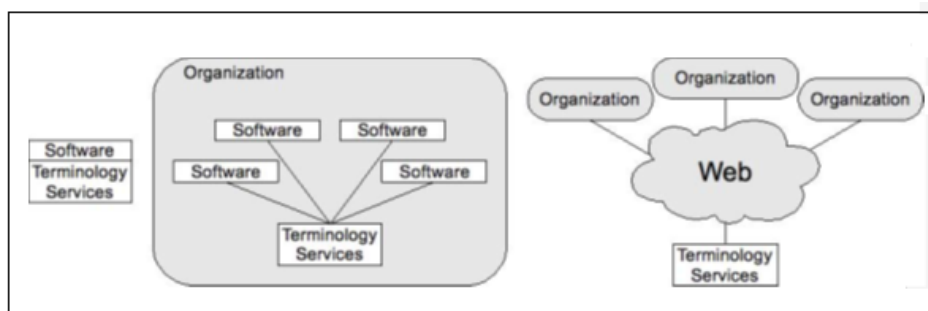 Software
Terminology
Services
Organization
Software
Software
Software
Software
Terminology
Services
Organization
Organization
Organization
Web
Terminology
Services